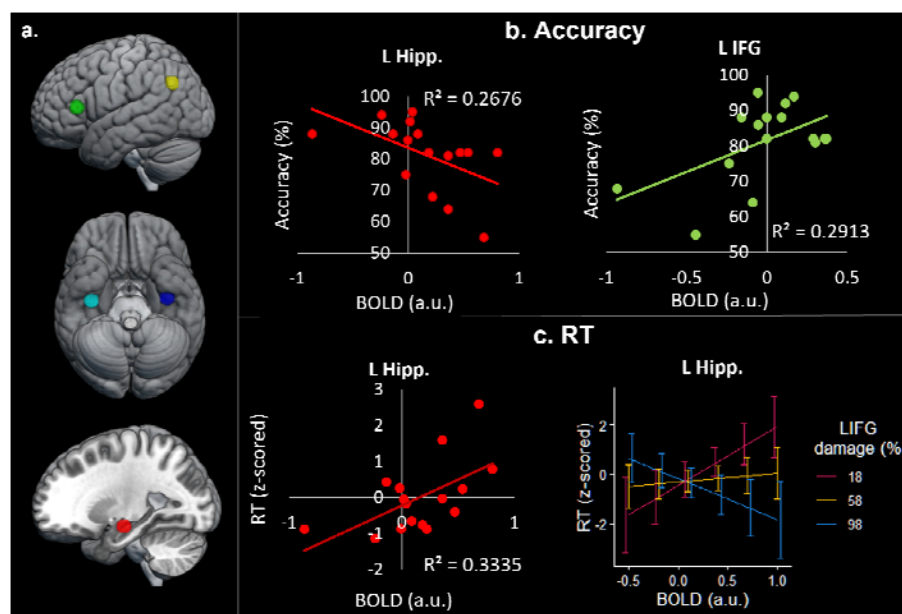 a.
b. Accuracy
L Hipp.
R² = 0.2676
Accuracy (%)
100
90
80
70
60
50
-1
0
1
BOLD (a.u.)
L IFG
100
90
80
70
60
50
Accuracy (%)
R² = 0.2913
-1
-0.5
0
0.5
BOLD (a.u.)
c. RT
L Hipp.
RT (z-scored)
3
2
1
0
-1
-2
-1
0
1
R² = 0.3335
BOLD (a.u.)
L Hipp.
RT (z-scored)
2
0
-2
-0.5
0.0
0.5
1.0
BOLD (a.u.)
LIFG
damage (%
18
58
98